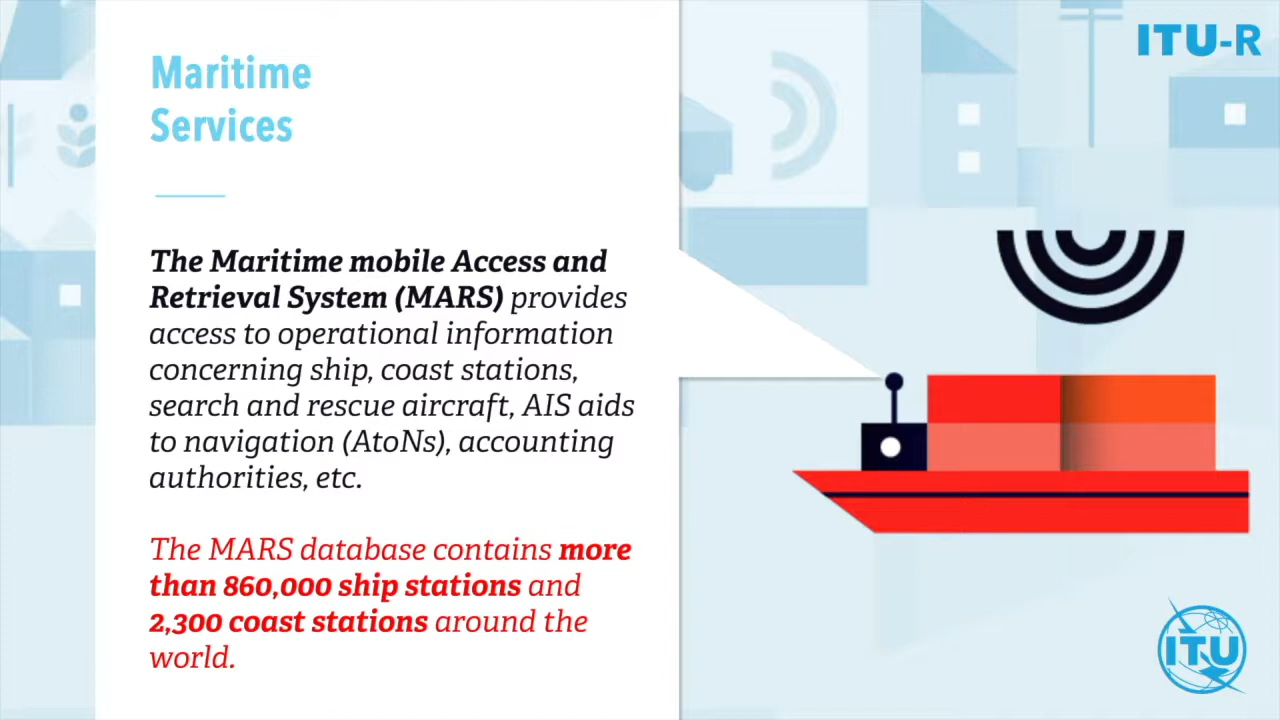 Maritime
Services
ITU-R
The Maritime mobile Access and
Retrieval System (MARS) provides
access to operational information
concerning ship, coast stations,
search and rescue aircraft, AIS aids
to navigation (AtoNs), accounting
authorities, etc.
The MARS database contains more
than 860,000 ship stations and
2,300 coast stations around the
world.
ITU